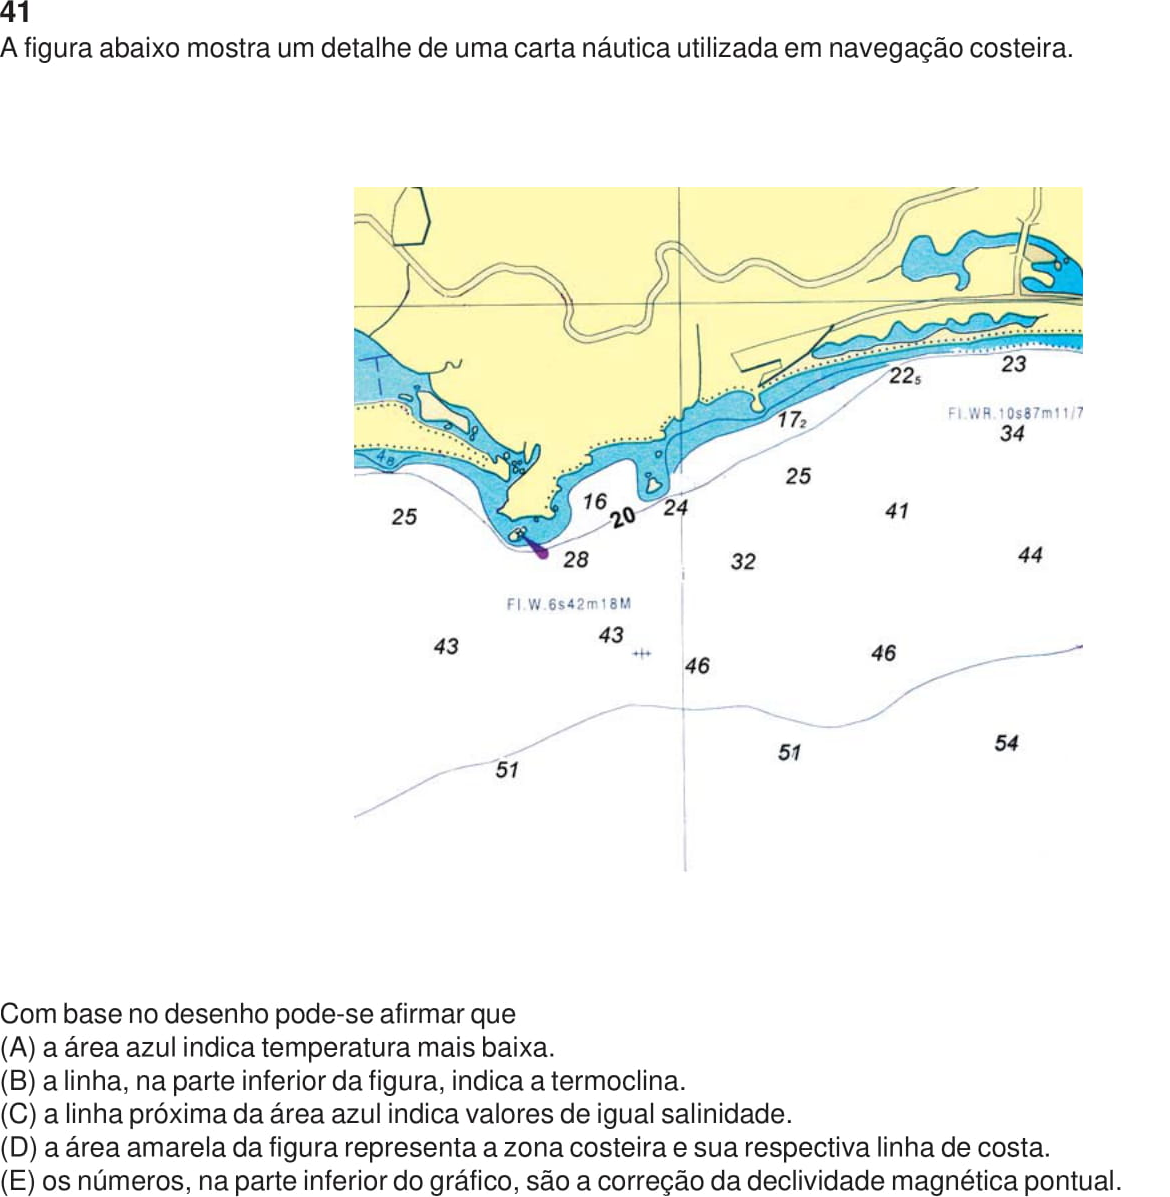 41
A figura abaixo mostra um detalhe de uma carta náutica utilizada em navegação costeira.
22₅
23
17₂
Fl.WR.10s87m11/7
34
48
25
16
20
24
25
41
28
32
44
Fl.W.6s42m18M
43
43
46
46
51
51
54
Com base no desenho pode-se afirmar que
(A) a área azul indica temperatura mais baixa.
(B) a linha, na parte inferior da figura, indica a termoclina.
(C) a linha próxima da área azul indica valores de igual salinidade.
(D) a área amarela da figura representa a zona costeira e sua respectiva linha de costa.
(E) os números, na parte inferior do gráfico, são a correção da declividade magnética pontual.